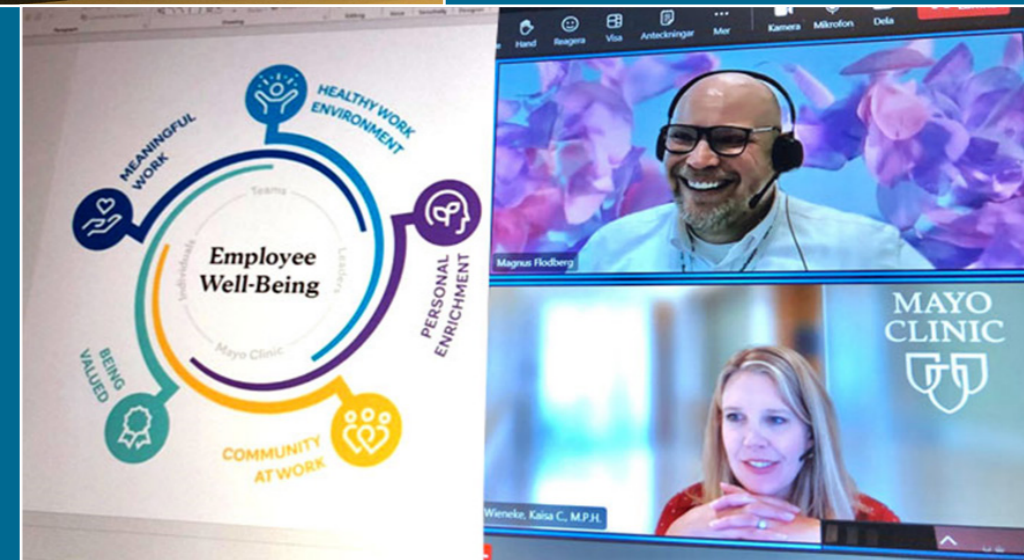 HEALTHY WORK
ENVIRONMENT
MEANINGFUL
WORK
PERSONAL
ENRICHMENT
COMMUNITY
AT WORK
BEING
VALUED
Teams
Leaders
Mayo Clinic
Individuals
Employee
Well-Being
Hand
Reagera
Visa
Anteckningar
Mer
Kamera
Mikrofon
Dela
Magnus Flodberg
MAYO
CLINIC
Wieneke, Kaisa C., M.P.H.